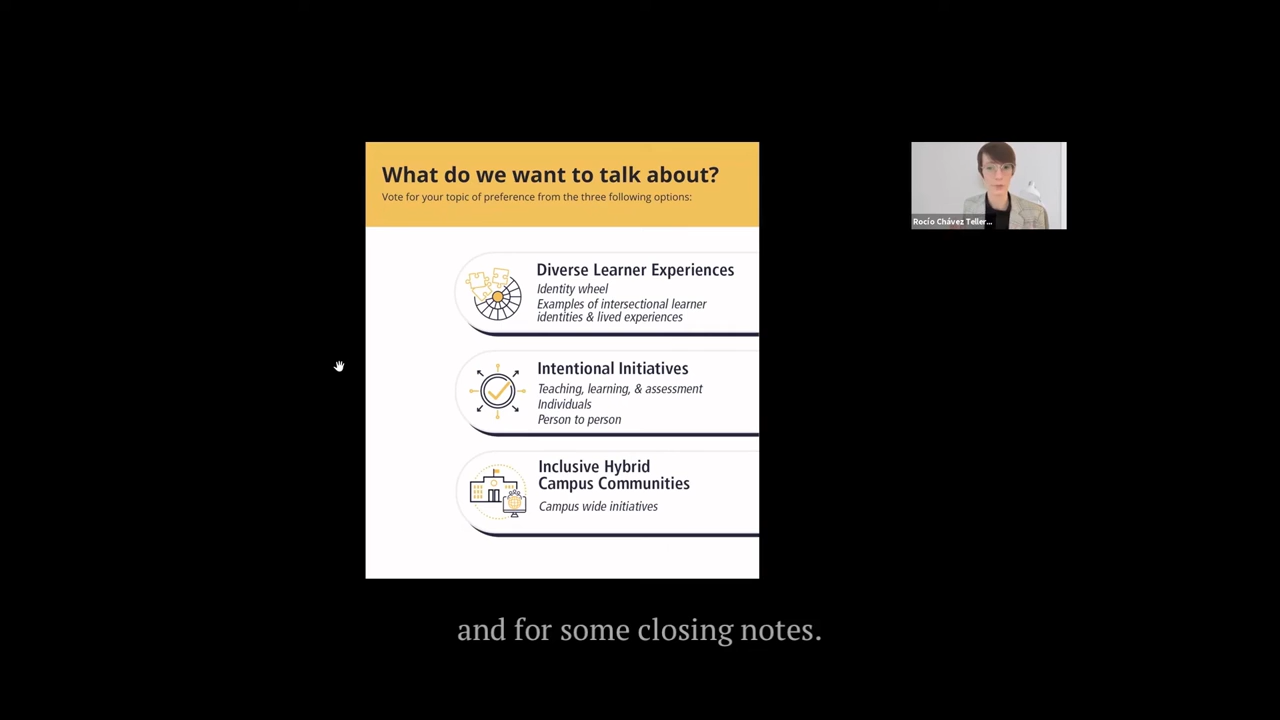 What do we want to talk about?
Vote for your topic of preference from the three following options:
Diverse Learner Experiences
Identity wheel
Examples of intersectional learner
identities & lived experiences
Intentional Initiatives
Teaching, learning, & assessment
Individuals
Person to person
Inclusive Hybrid
Campus Communities
Campus wide initiatives
Rocío Chávez Teller...
and for some closing notes.